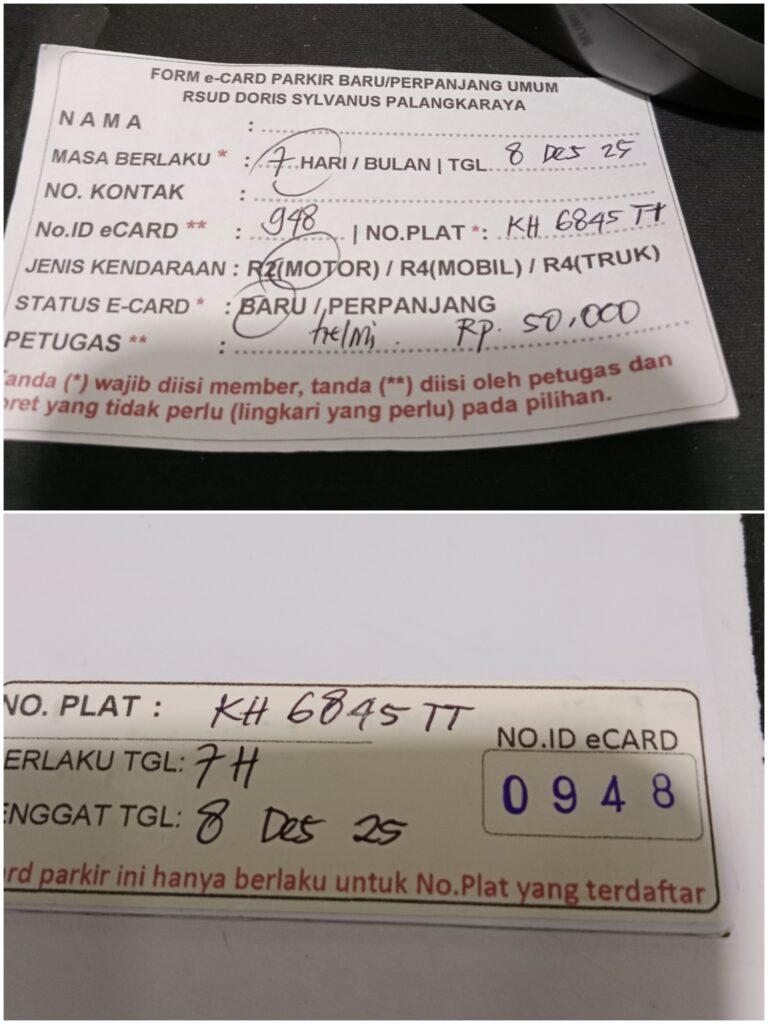 FORM e-CARD PARKIR BARU/PERPANJANG UMUM
RSUD DORIS SYLVANUS PALANGKARAYA
NAMA :
MASA BERLAKU * : 7 HARI / BULAN | TGL 8 Des 25
NO. KONTAK :
No.ID eCARD ** : 948 | NO.PLAT *: KH 6845 TT
JENIS KENDARAAN : R2(MOTOR) / R4(MOBIL) / R4(TRUK)
STATUS E-CARD * : BARU / PERPANJANG
PETUGAS ** : helmi. RP. 50.000
anda (*) wajib diisi member, tanda (**) diisi oleh petugas dan
oret yang tidak perlu (lingkari yang perlu) pada pilihan.
NO. PLAT : KH 6845 TT
ERLAKU TGL: 7 H
ENGGAT TGL: 8 Des 25
NO.ID eCARD
0948
rd parkir ini hanya berlaku untuk No.Plat yang terdaftar